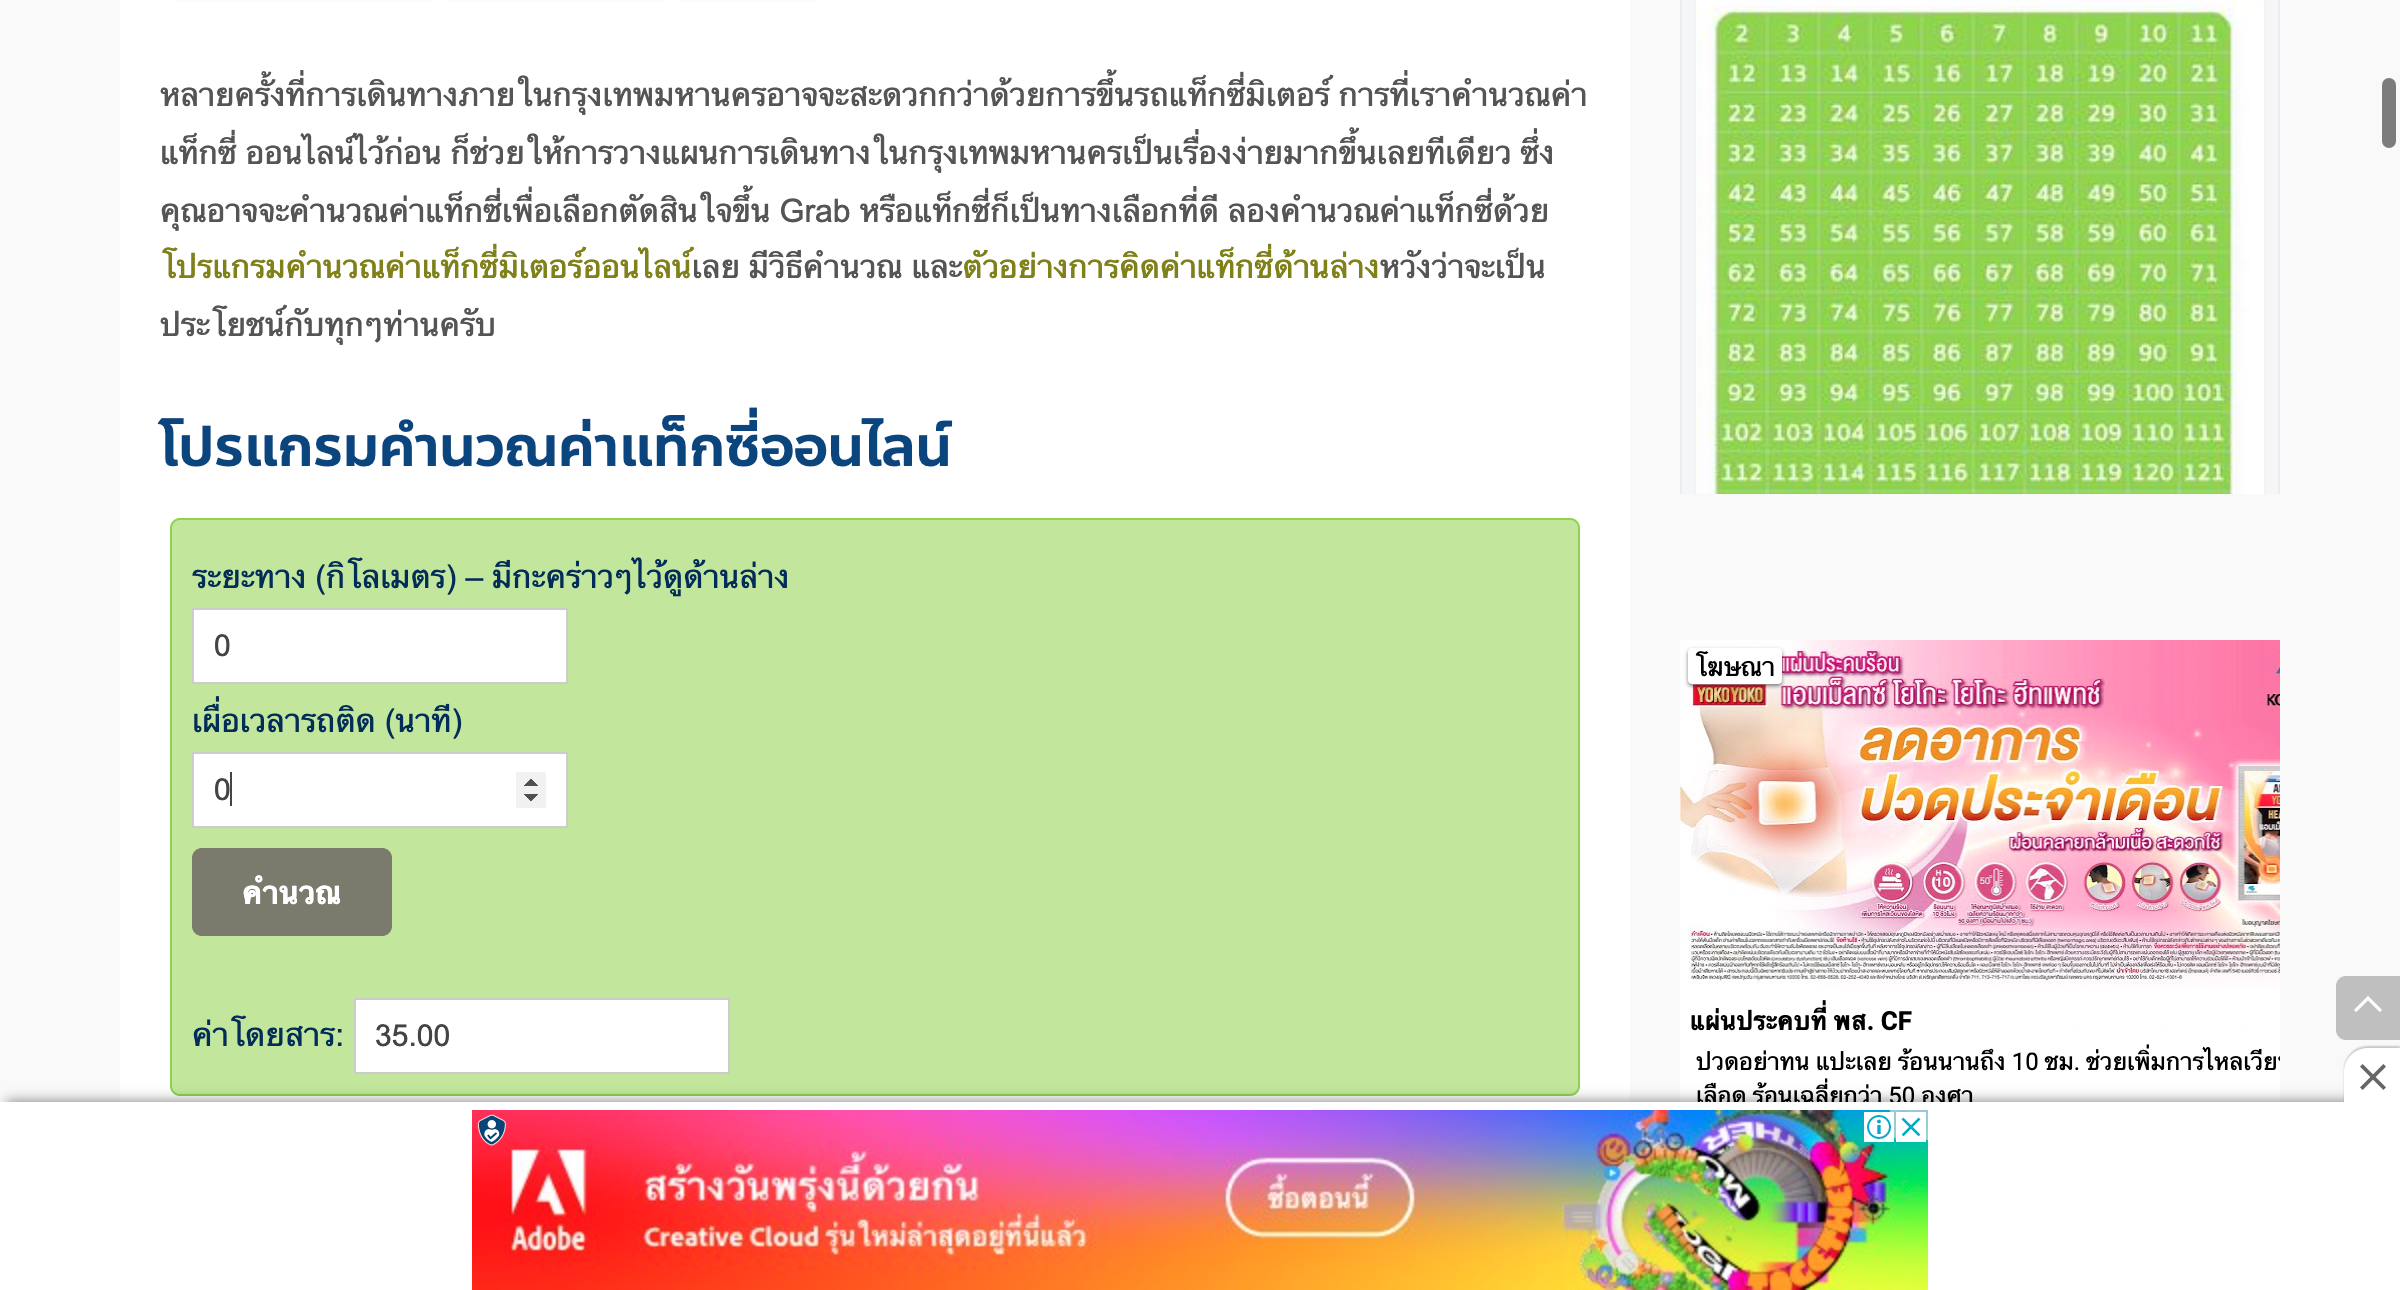 หลายครั้งที่การเดินทางภายในกรุงเทพมหานครอาจจะสะดวกกว่าด้วยการขึ้นรถแท็กซี่มิเตอร์ การที่เราคำนวณค่า
แท็กซี่ ออนไลน์ไว้ก่อน ก็ช่วยให้การวางแผนการเดินทางในกรุงเทพมหานครเป็นเรื่องง่ายมากขึ้นเลยทีเดียว ซึ่ง
คุณอาจจะคำนวณค่าแท็กซี่เพื่อเลือกตัดสินใจขึ้น Grab หรือแท็กซี่ก็เป็นทางเลือกที่ดี ลองคำนวณค่าแท็กซี่ด้วย
โปรแกรมคำนวณค่าแท็กซี่มิเตอร์ออนไลน์เลย มีวิธีคำนวณ และตัวอย่างการคิดค่าแท็กซี่ด้านล่างหวังว่าจะเป็น
ประโยชน์กับทุกๆท่านครับ
โปรแกรมคำนวณค่าแท็กซี่ออนไลน์
ระยะทาง (กิโลเมตร) – มีกะคร่าวๆไว้ดูด้านล่าง
0
เผื่อเวลารถติด (นาที)
0
คำนวณ
ค่าโดยสาร: 35.00
2 3 4 5 6 7 8 9 10 11
12 13 14 15 16 17 18 19 20 21
22 23 24 25 26 27 28 29 30 31
32 33 34 35 36 37 38 39 40 41
42 43 44 45 46 47 48 49 50 51
52 53 54 55 56 57 58 59 60 61
62 63 64 65 66 67 68 69 70 71
72 73 74 75 76 77 78 79 80 81
82 83 84 85 86 87 88 89 90 91
92 93 94 95 96 97 98 99 100 101
102 103 104 105 106 107 108 109 110 111
112 113 114 115 116 117 118 119 120 121
โฆษณา
แผ่นประคบร้อน
YOKO YOKO แอมเม็ลทซ์ โยโกะ โยโกะ ฮีทแพทช์
ลดอาการ
ปวดประจำเดือน
ผ่อนคลายกล้ามเนื้อ สะดวกใช้
แผ่นประคบที่ พส. CF
ปวดอย่าทน แปะเลย ร้อนนานถึง 10 ชม. ช่วยเพิ่มการไหลเวีย
เลือด ร้อนเฉลี่ยกว่า 50 องศา
Adobe
สร้างวันพรุ่งนี้ด้วยกัน
Creative Cloud รุ่นใหม่ล่าสุดอยู่ที่นี่แล้ว
ซื้อตอนนี้